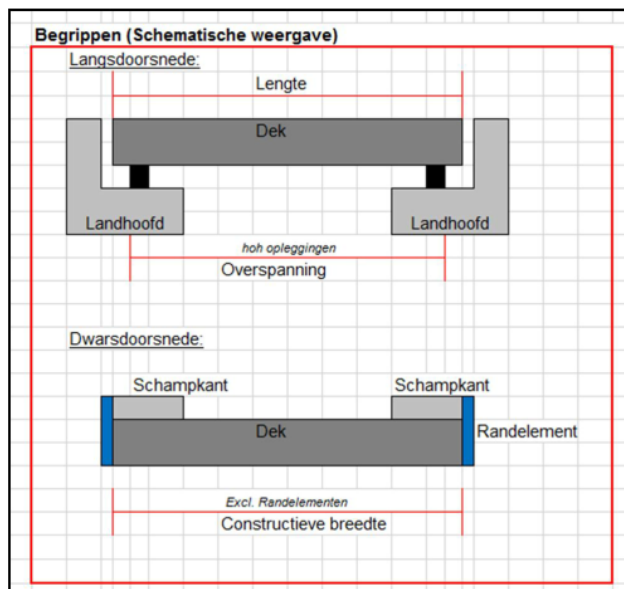 Begrippen (Schematische weergave)
Langsdoorsnede:
Lengte
Dek
Landhoofd
Landhoofd
hoh opleggingen
Overspanning
Dwarsdoorsnede:
Schampkant
Schampkant
Dek
Randelement
Excl. Randelementen
Constructieve breedte